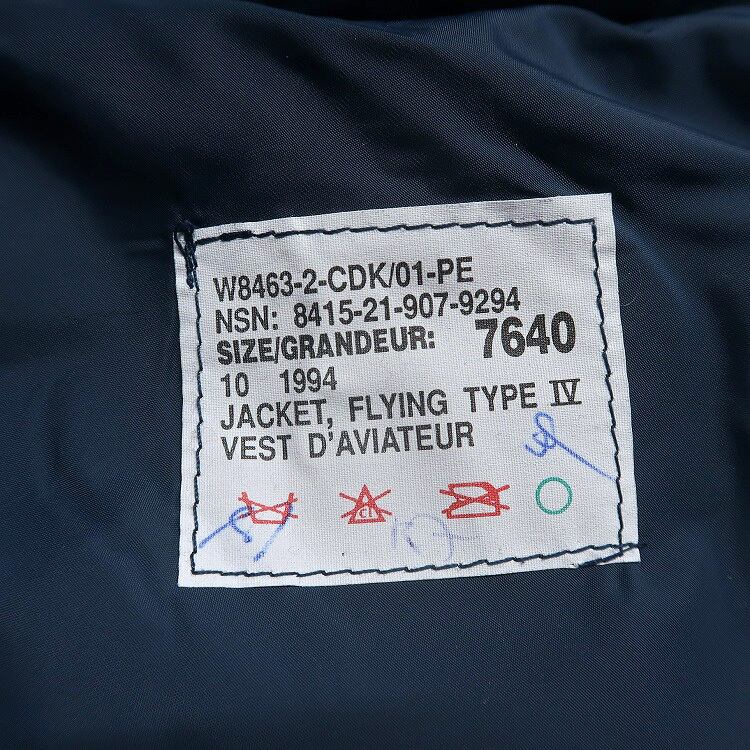 W8463-2-CDK/01-PE
NSN: 8415-21-907-9294
SIZE/GRANDEUR: 7640
10 1994
JACKET, FLYING TYPE IV
VEST D'AVIATEUR
cl